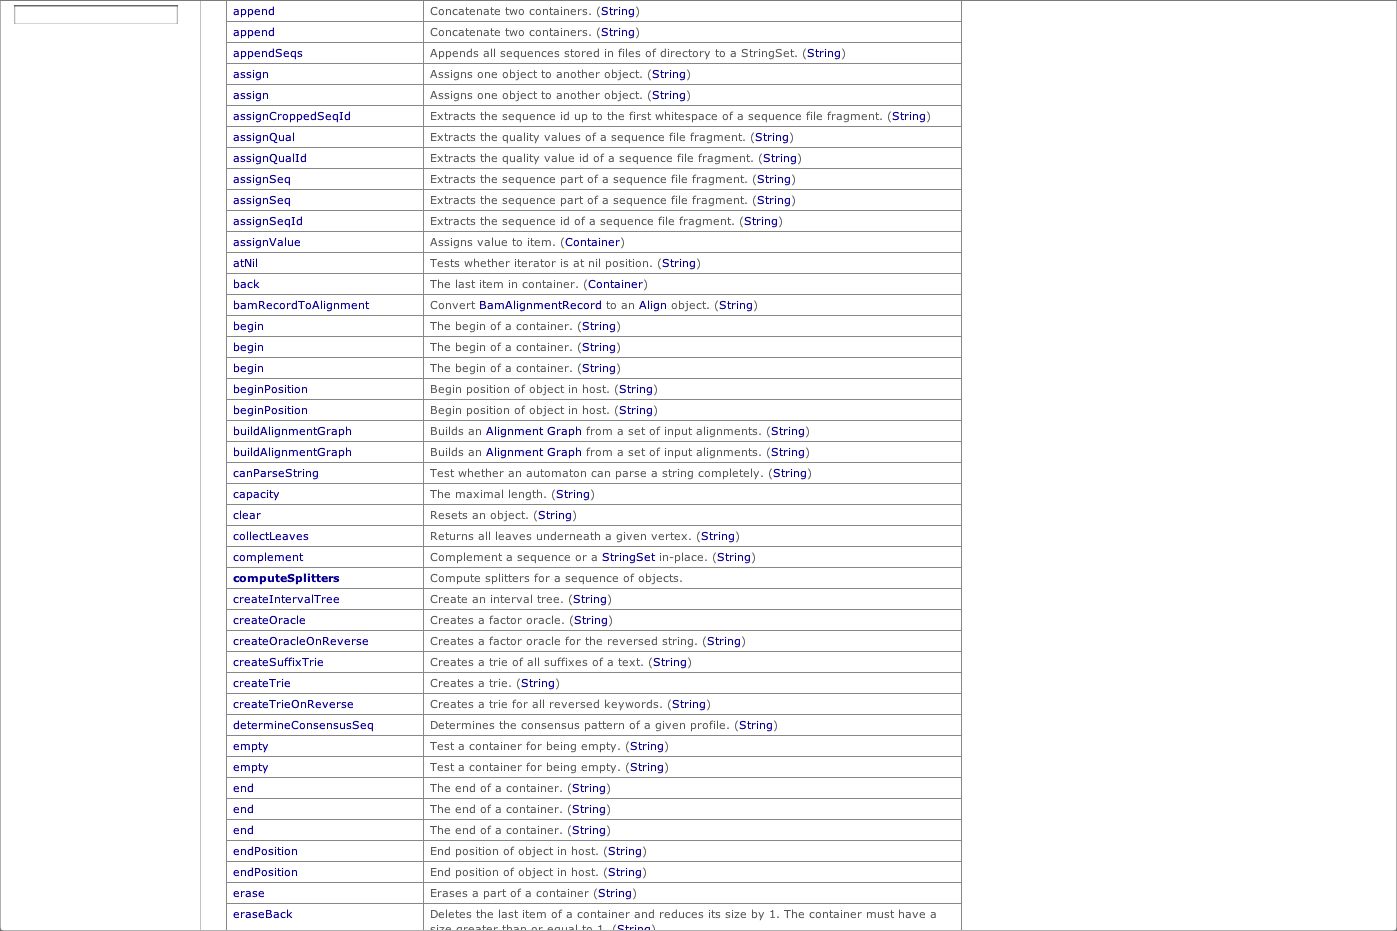 append Concatenate two containers. (String)
append Concatenate two containers. (String)
appendSeqs Appends all sequences stored in files of directory to a StringSet. (String)
assign Assigns one object to another object. (String)
assign Assigns one object to another object. (String)
assignCroppedSeqId Extracts the sequence id up to the first whitespace of a sequence file fragment. (String)
assignQual Extracts the quality values of a sequence file fragment. (String)
assignQualId Extracts the quality value id of a sequence file fragment. (String)
assignSeq Extracts the sequence part of a sequence file fragment. (String)
assignSeq Extracts the sequence part of a sequence file fragment. (String)
assignSeqId Extracts the sequence id of a sequence file fragment. (String)
assignValue Assigns value to item. (Container)
atNil Tests whether iterator is at nil position. (String)
back The last item in container. (Container)
bamRecordToAlignment Convert BamAlignmentRecord to an Align object. (String)
begin The begin of a container. (String)
begin The begin of a container. (String)
begin The begin of a container. (String)
beginPosition Begin position of object in host. (String)
beginPosition Begin position of object in host. (String)
buildAlignmentGraph Builds an Alignment Graph from a set of input alignments. (String)
buildAlignmentGraph Builds an Alignment Graph from a set of input alignments. (String)
canParseString Test whether an automaton can parse a string completely. (String)
capacity The maximal length. (String)
clear Resets an object. (String)
collectLeaves Returns all leaves underneath a given vertex. (String)
complement Complement a sequence or a StringSet in-place. (String)
computeSplitters Compute splitters for a sequence of objects.
createIntervalTree Create an interval tree. (String)
createOracle Creates a factor oracle. (String)
createOracleOnReverse Creates a factor oracle for the reversed string. (String)
createSuffixTrie Creates a trie of all suffixes of a text. (String)
createTrie Creates a trie. (String)
createTrieOnReverse Creates a trie for all reversed keywords. (String)
determineConsensusSeq Determines the consensus pattern of a given profile. (String)
empty Test a container for being empty. (String)
empty Test a container for being empty. (String)
end The end of a container. (String)
end The end of a container. (String)
end The end of a container. (String)
endPosition End position of object in host. (String)
endPosition End position of object in host. (String)
erase Erases a part of a container (String)
eraseBack Deletes the last item of a container and reduces its size by 1. The container must have a
size greater than or equal to 1. (String)